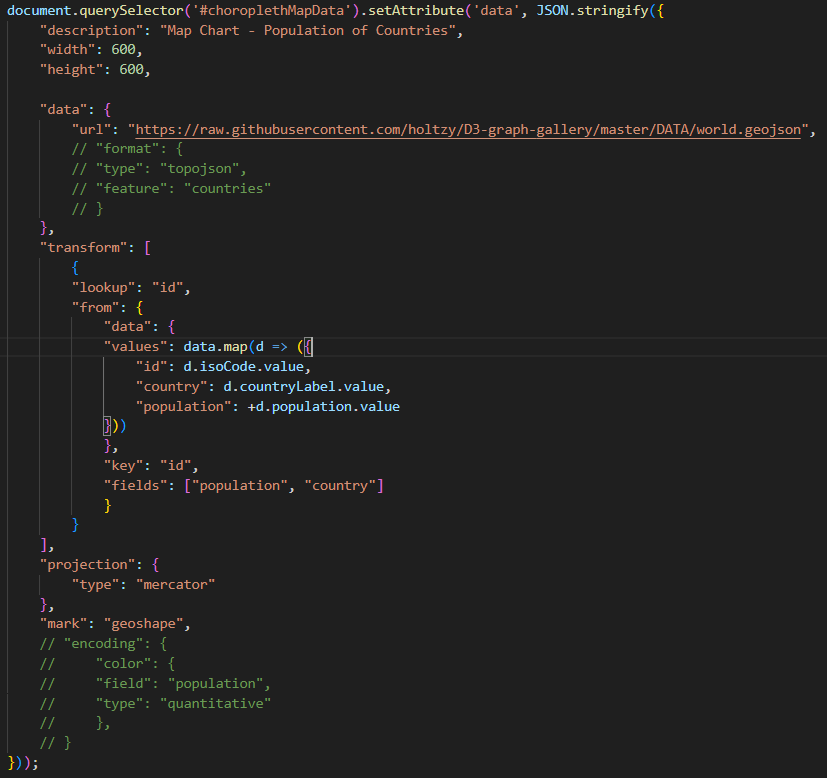 document.querySelector('#choroplethMapData').setAttribute('data', JSON.stringify({
    "description": "Map Chart - Population of Countries",
    "width": 600,
    "height": 600,

    "data": {
        "url": "https://raw.githubusercontent.com/holtzy/D3-graph-gallery/master/DATA/world.geojson",
        // "format": {
        // "type": "topojson",
        // "feature": "countries"
        // }
    },
    "transform": [
        {
        "lookup": "id",
        "from": {
            "data": {
            "values": data.map(d => ({
                "id": d.isoCode.value,
                "country": d.countryLabel.value,
                "population": +d.population.value
            }))
            },
            "key": "id",
            "fields": ["population", "country"]
            }
        }
    ],
    "projection": {
        "type": "mercator"
    },
    "mark": "geoshape",
    // "encoding": {
    //     "color": {
    //     "field": "population",
    //     "type": "quantitative"
    //     },
    // }
}));